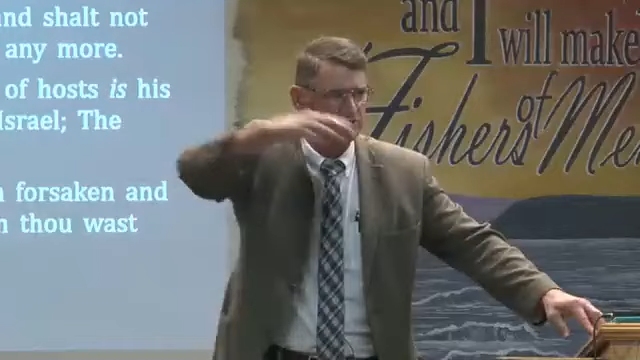 and shalt not
any more.
of hosts is his
Israel; The
forsaken and
thou wast
and I will make
Fishers
of Men